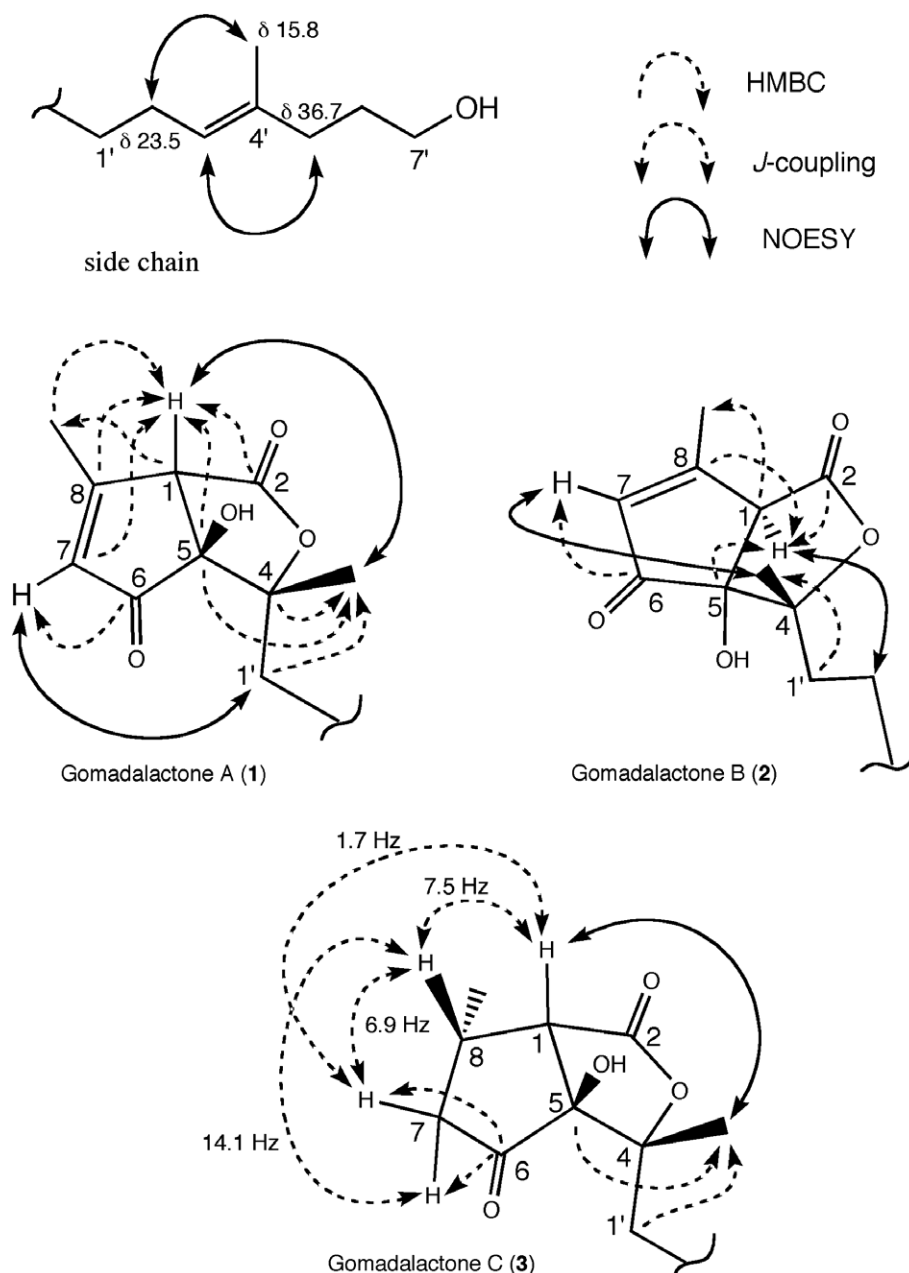 δ 15.8
OH
δ 36.7
δ 23.5
1'
4'
7'
side chain
HMBC
J-coupling
NOESY
H
O
8
1
2
OH
O
7
5
4
H
6
O
1'
Gomadalactone A (1)
O
8
2
H
7
1
H
O
O
6
5
4
OH
1'
Gomadalactone B (2)
1.7 Hz
7.5 Hz
H
H
O
6.9 Hz
8
1
2
OH
O
H
5
7
4
14.1 Hz
6
H
O
1'
Gomadalactone C (3)